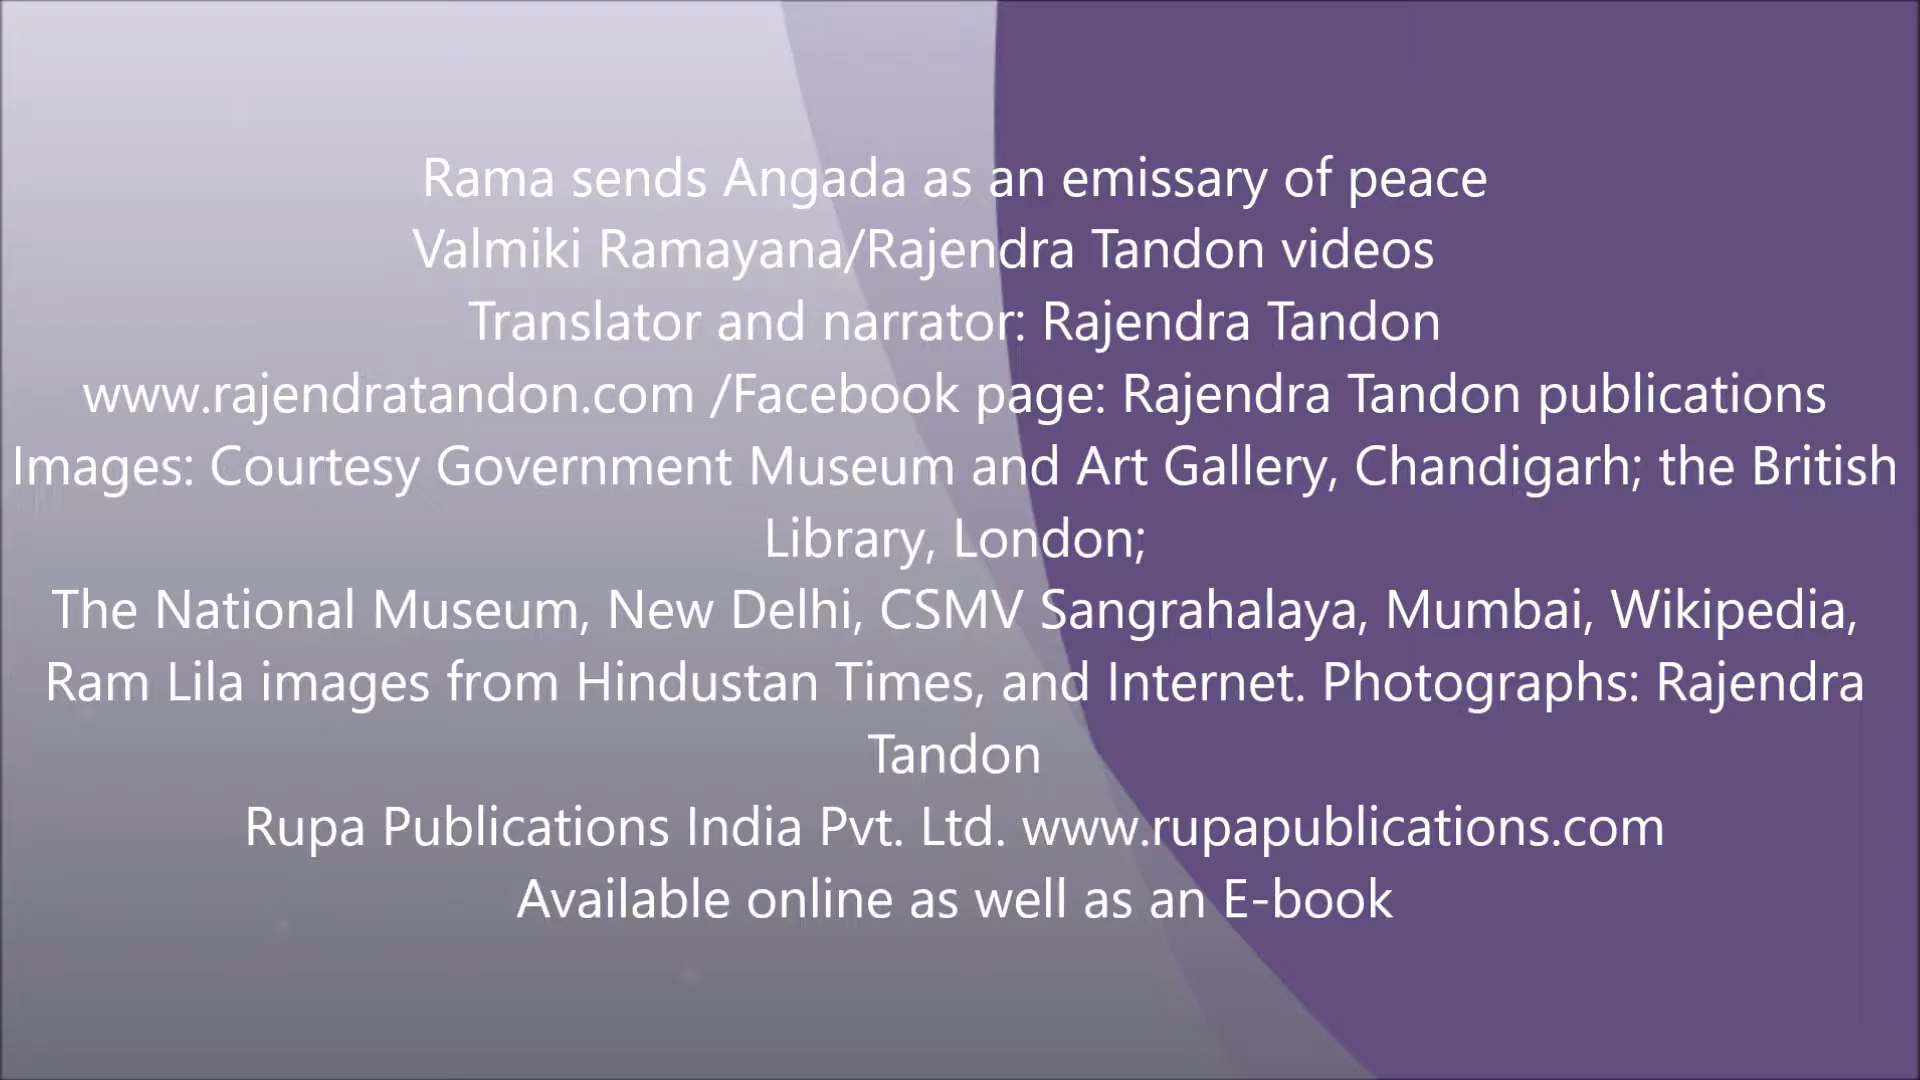 Rama sends Angada as an emissary of peace
Valmiki Ramayana/Rajendra Tandon videos
Translator and narrator: Rajendra Tandon
www.rajendratandon.com /Facebook page: Rajendra Tandon publications
Images: Courtesy Government Museum and Art Gallery, Chandigarh; the British
Library, London;
The National Museum, New Delhi, CSMV Sangrahalaya, Mumbai, Wikipedia,
Ram Lila images from Hindustan Times, and Internet. Photographs: Rajendra
Tandon
Rupa Publications India Pvt. Ltd. www.rupapublications.com
Available online as well as an E-book